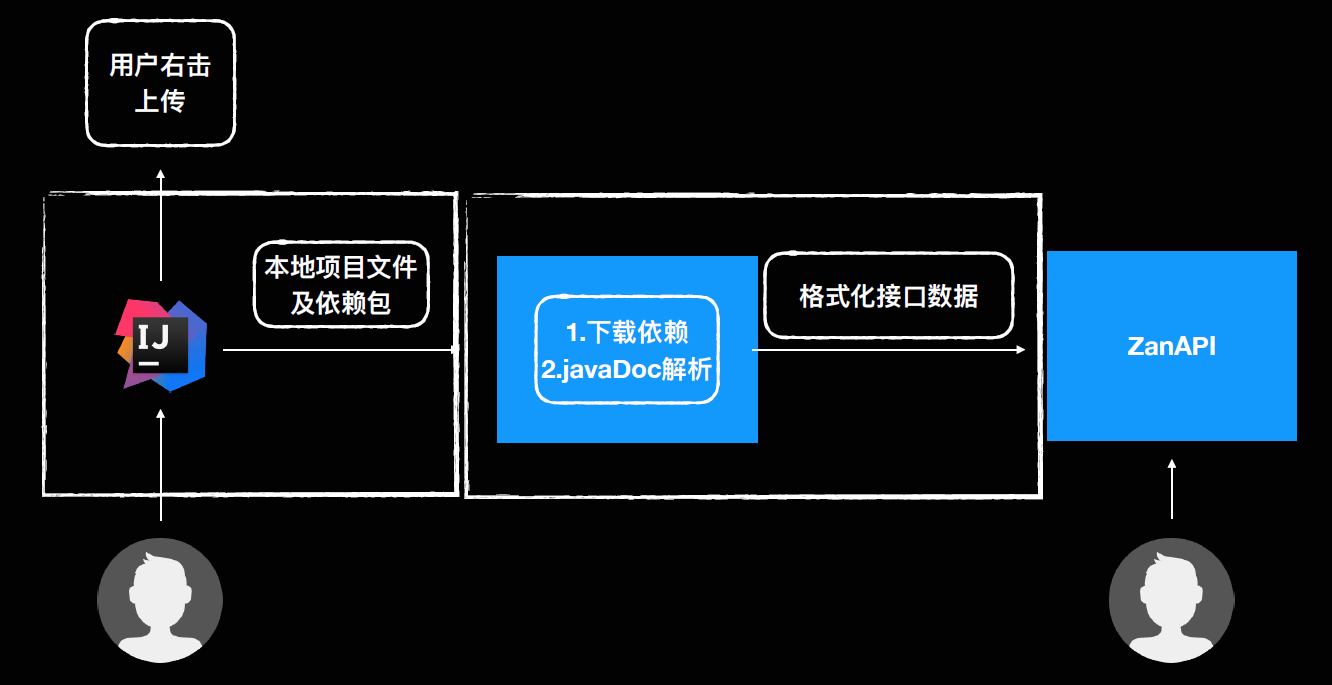 用户右击
上传
本地项目文件
及依赖包
IJ
1.下载依赖
2.javaDoc解析
格式化接口数据
ZanAPI